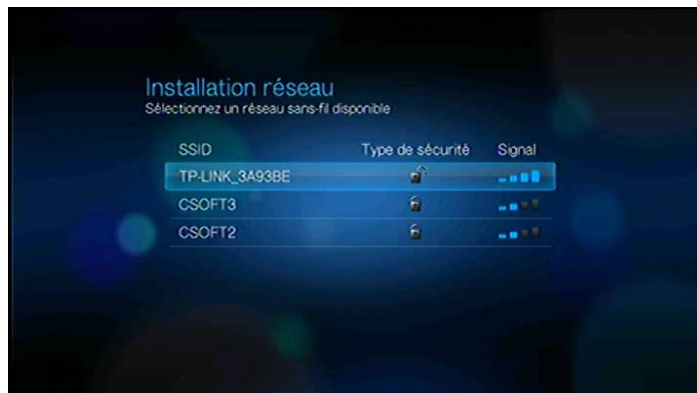 Installation réseau
Sélectionnez un réseau sans-fil disponible
SSID Type de sécurité Signal
TP-LINK_3A93BE
CSOFT3
CSOFT2